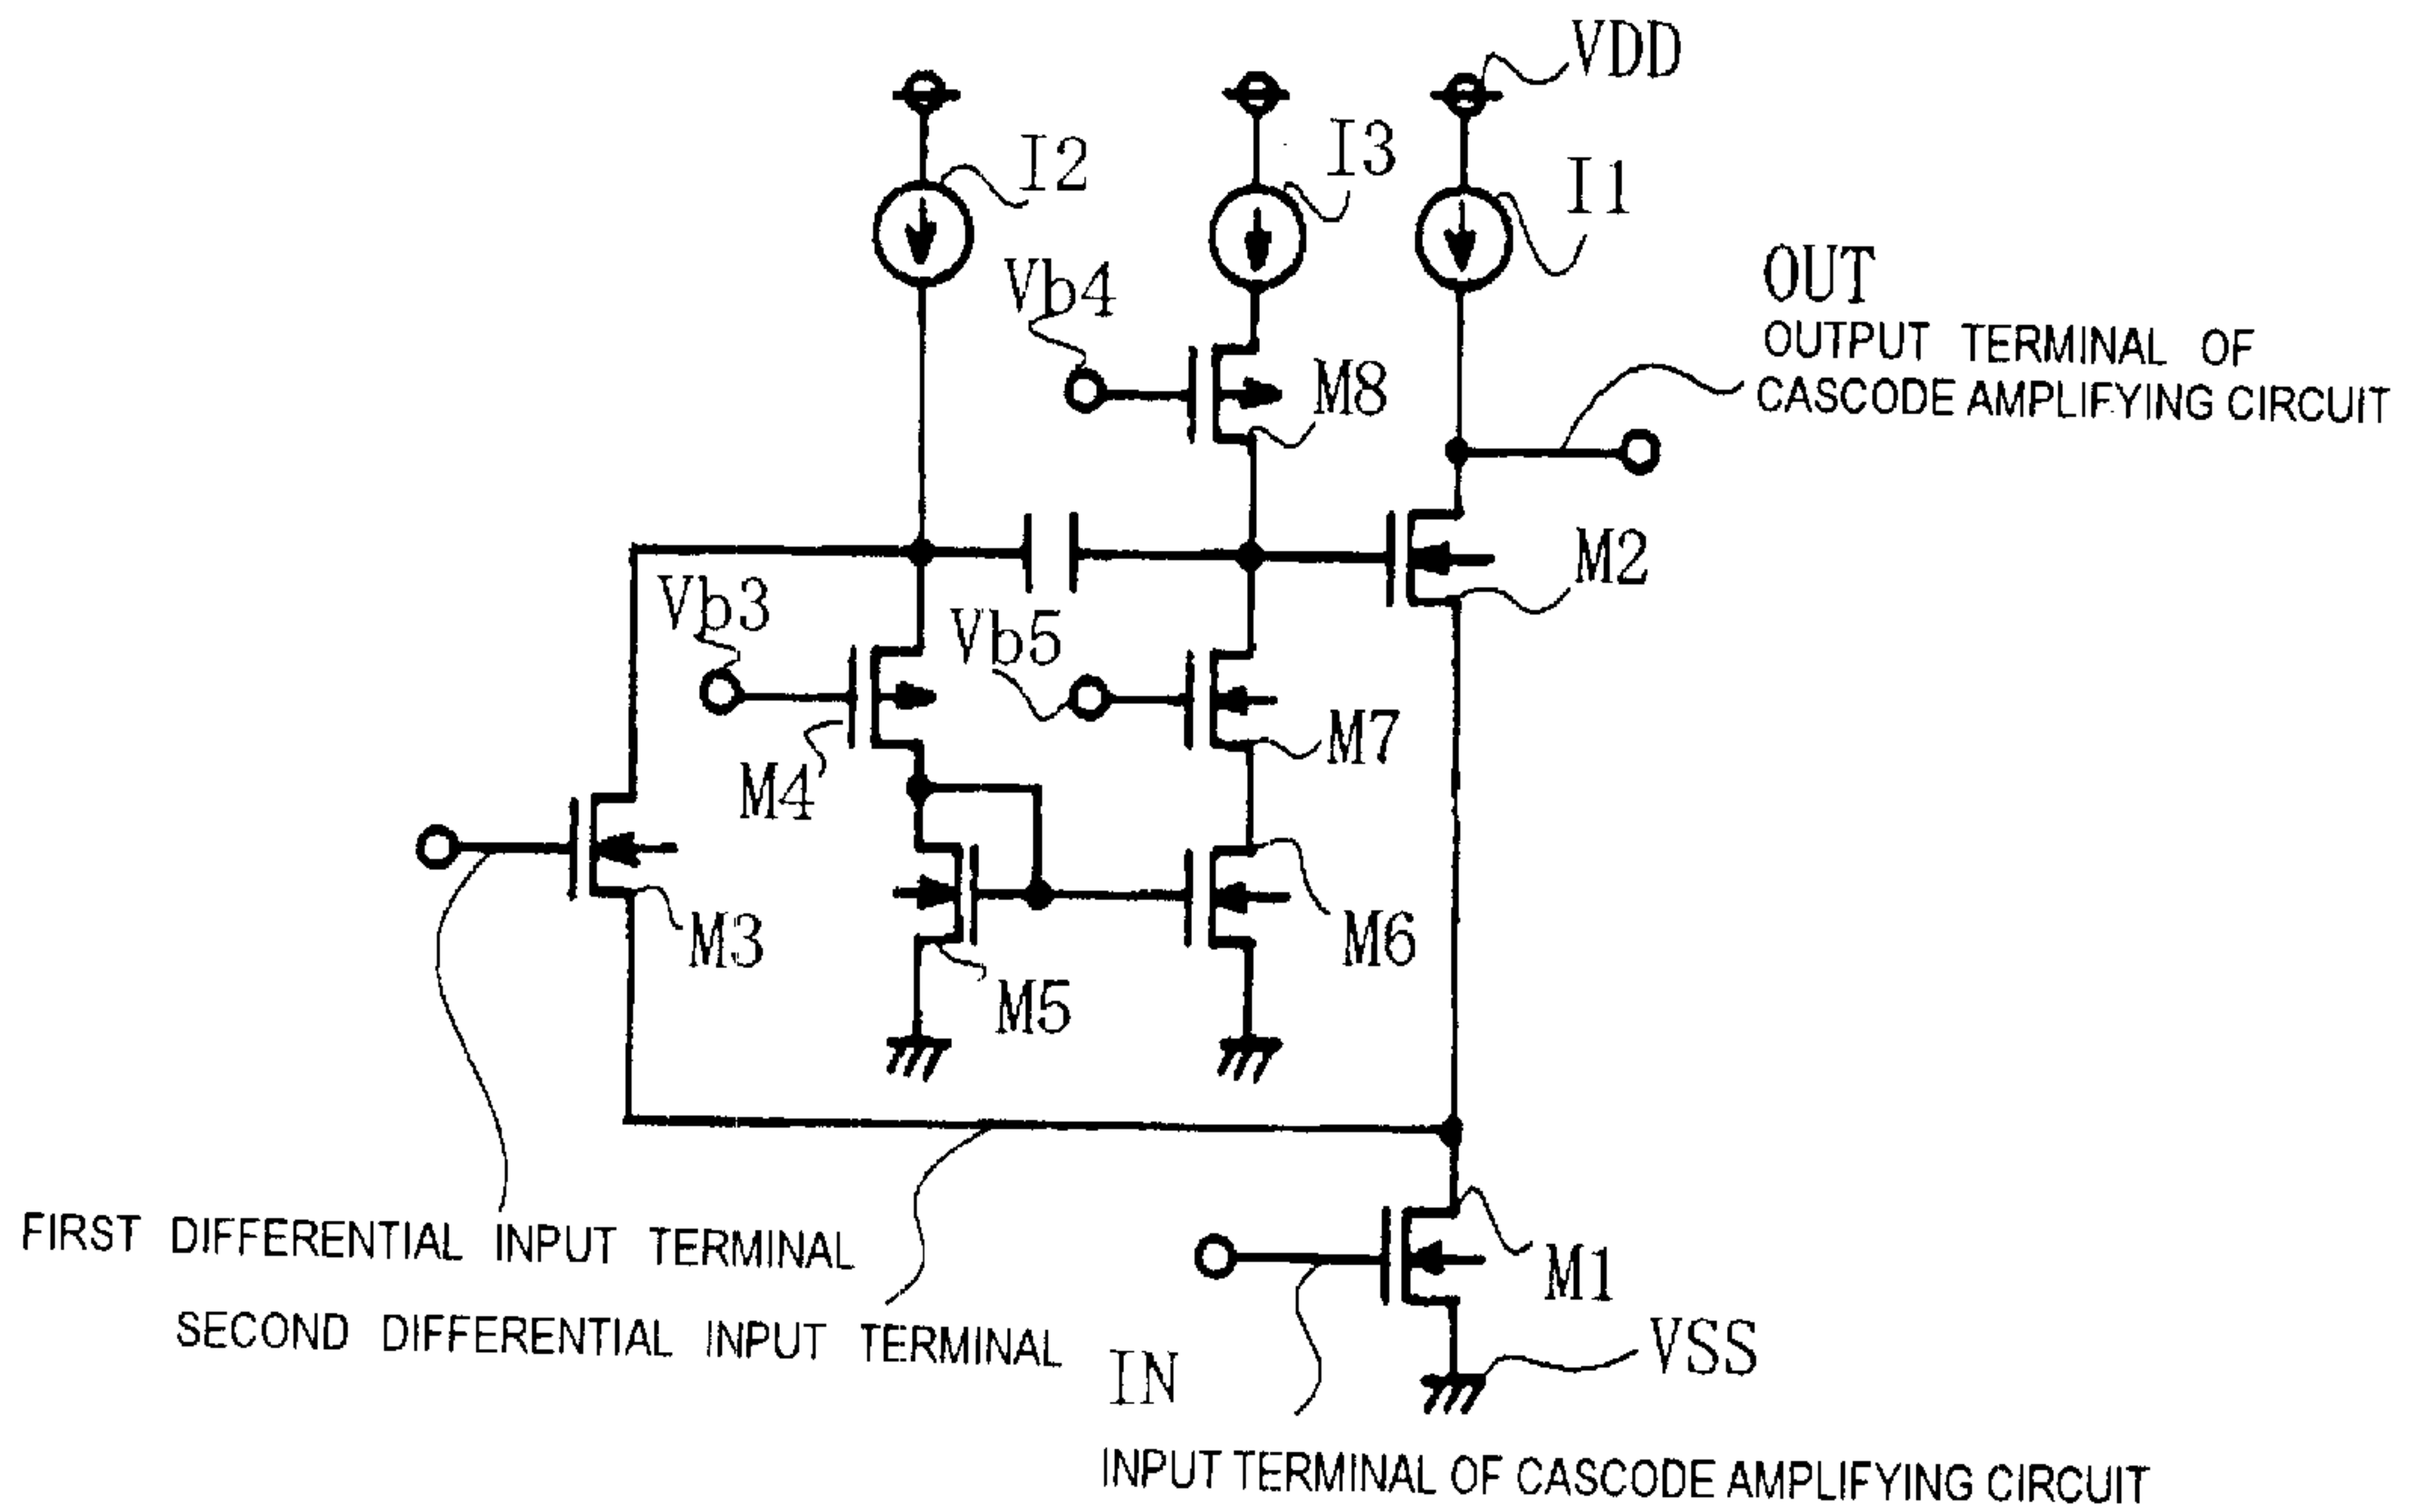 VDD
I2
I3
I1
Vb4
OUT
OUTPUT TERMINAL OF
CASCODE AMPLIFYING CIRCUIT
M8
M2
Vb3
Vb5
M4
M7
M3
M6
M5
FIRST DIFFERENTIAL INPUT TERMINAL
SECOND DIFFERENTIAL INPUT TERMINAL
M1
VSS
IN
INPUT TERMINAL OF CASCODE AMPLIFYING CIRCUIT